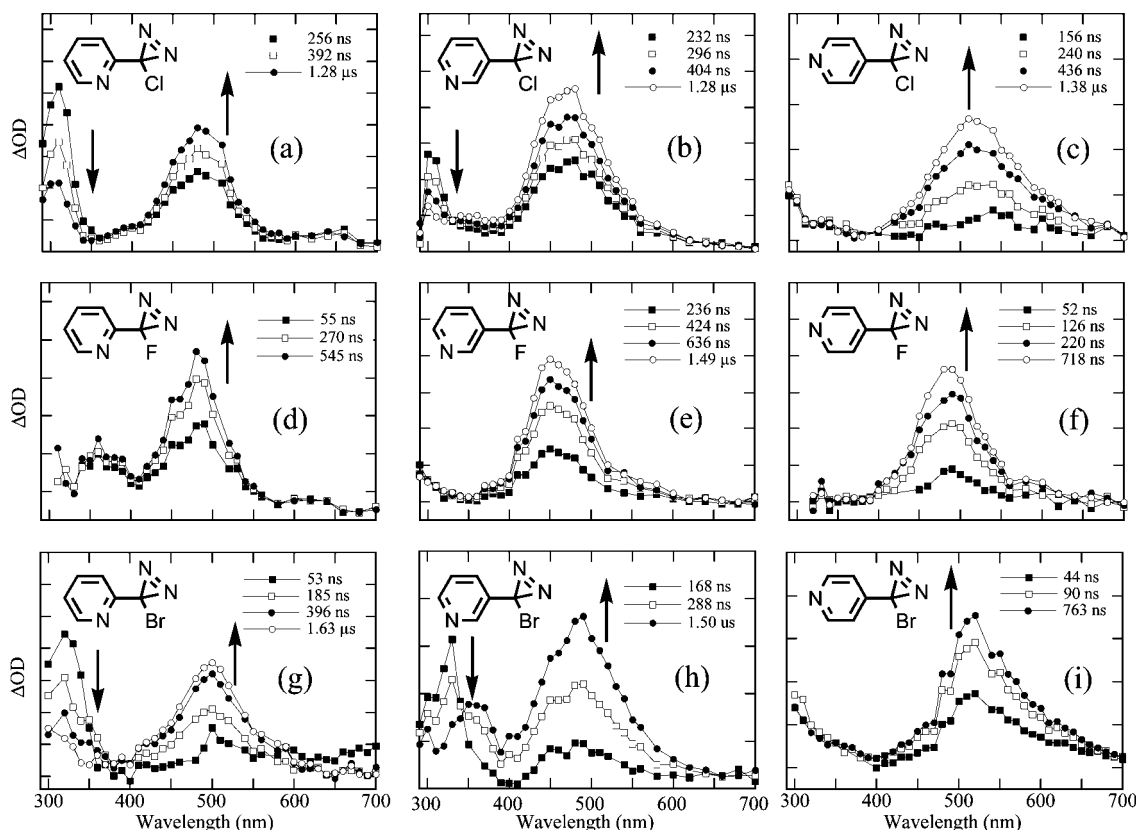 N N
N
Cl
256 ns
392 ns
1.28 μs
(a)
N N
N
Cl
232 ns
296 ns
404 ns
1.28 μs
(b)
N N
N
Cl
156 ns
240 ns
436 ns
1.38 μs
(c)
ΔOD
N N
N
F
55 ns
270 ns
545 ns
(d)
N N
N
F
236 ns
424 ns
636 ns
1.49 μs
(e)
N N
N
F
52 ns
126 ns
220 ns
718 ns
(f)
ΔOD
N N
N
Br
53 ns
185 ns
396 ns
1.63 μs
(g)
N N
N
Br
168 ns
288 ns
1.50 us
(h)
N N
N
Br
44 ns
90 ns
763 ns
(i)
ΔOD
300 400 500 600 700
300 400 500 600 700
300 400 500 600 700
Wavelength (nm)
Wavelength (nm)
Wavelength (nm)